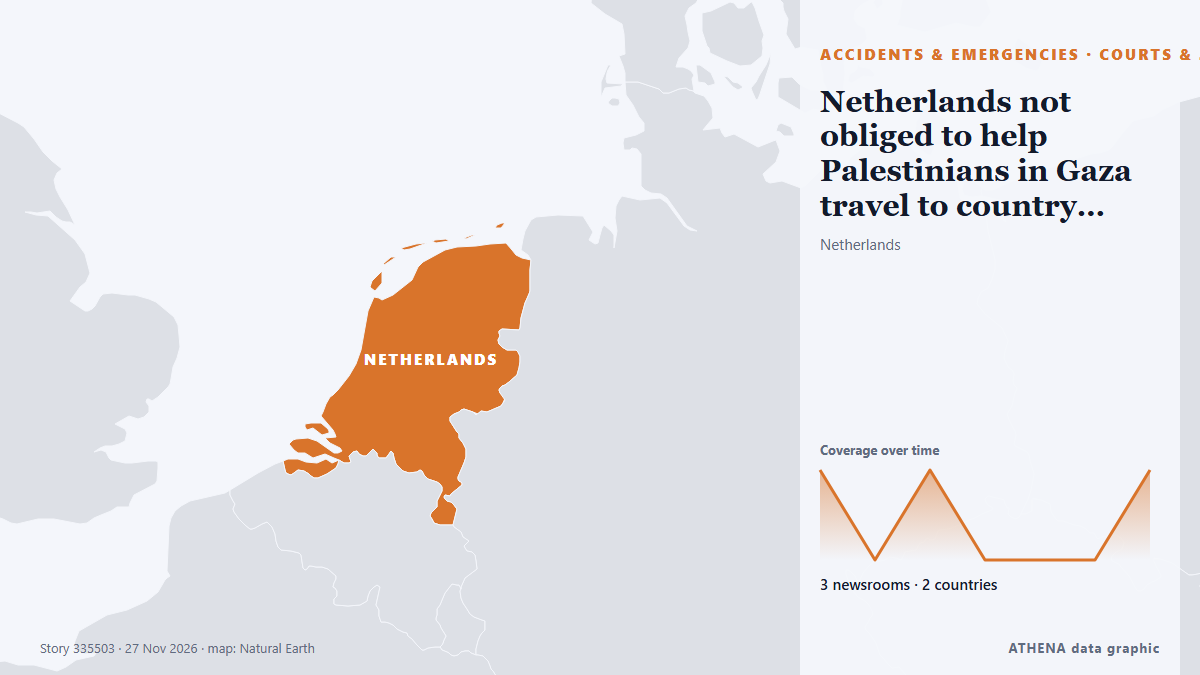 ACCIDENTS & EMERGENCIES · COURTS &
Netherlands not
obliged to help
Palestinians in Gaza
travel to country...
Netherlands
NETHERLANDS
Coverage over time
3 newsrooms · 2 countries
Story 335503 · 27 Nov 2026 · map: Natural Earth
ATHENA data graphic